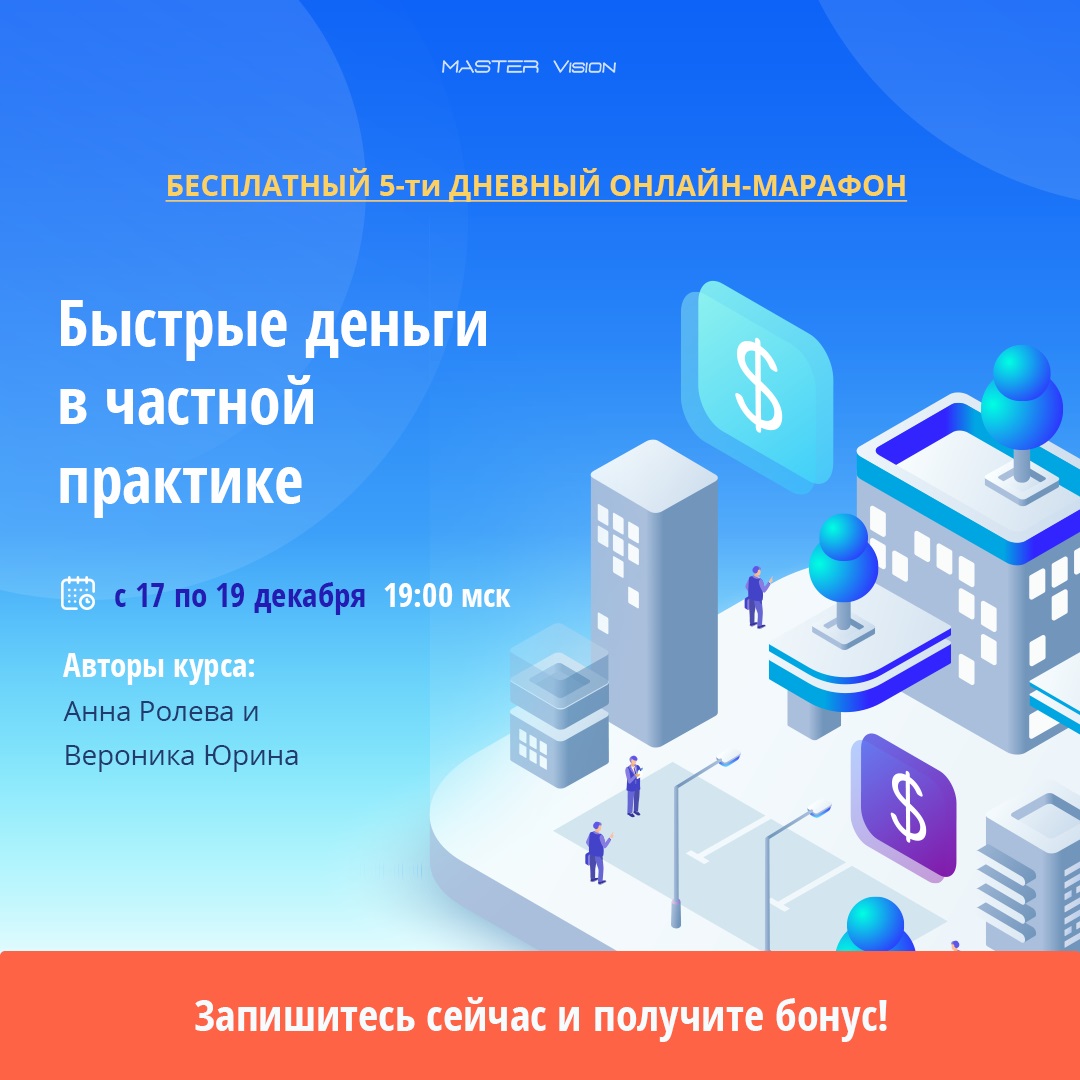 MASTER Vision
БЕСПЛАТНЫЙ 5-ти ДНЕВНЫЙ ОНЛАЙН-МАРАФОН
Быстрые деньги
в частной
практике
с 17 по 19 декабря 19:00 мск
Авторы курса:
Анна Ролева и
Вероника Юрина
$
$
Запишитесь сейчас и получите бонус!